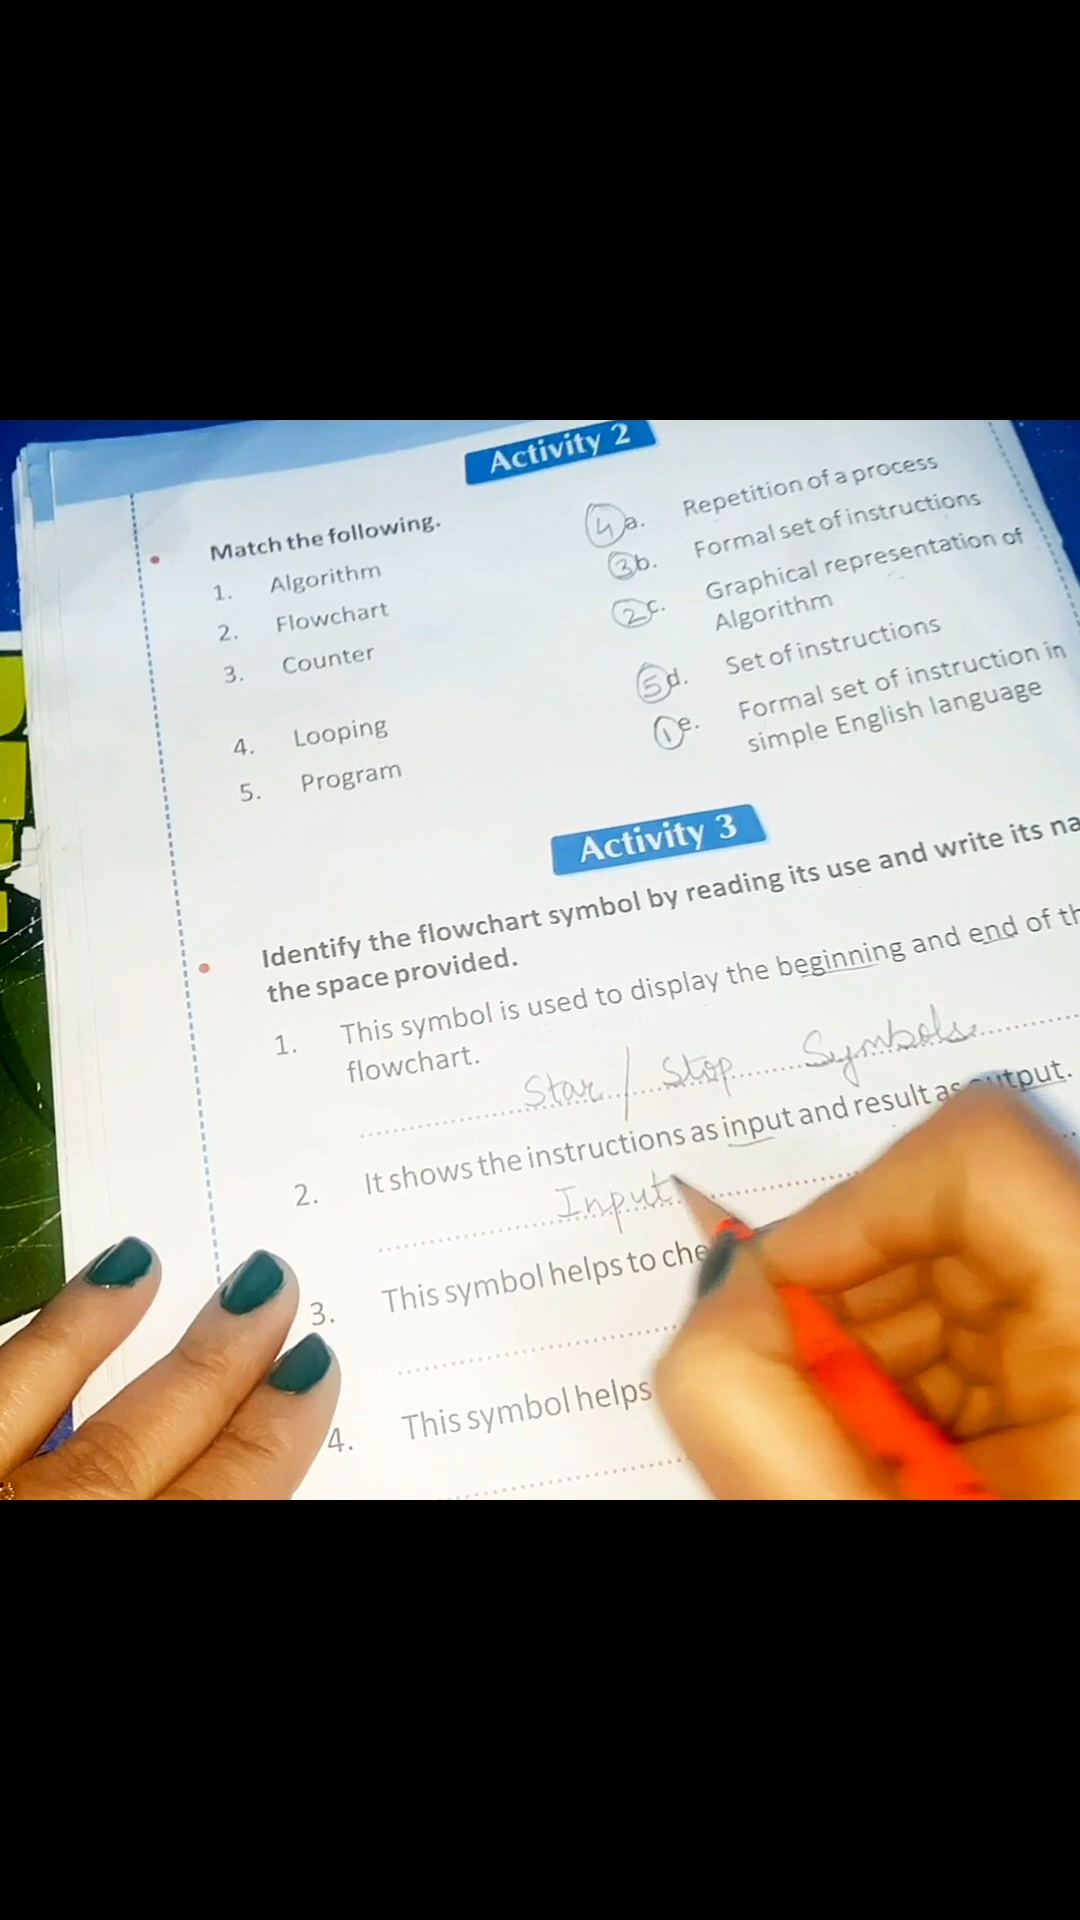 Activity 2
Match the following.
1. Algorithm
2. Flowchart
3. Counter
4. Looping
5. Program
4 a. Repetition of a process
3 b. Formal set of instructions
2 c. Graphical representation of
Algorithm
5 d. Set of instructions
1 e. Formal set of instruction in
simple English language
Activity 3
Identify the flowchart symbol by reading its use and write its
the space provided.
1. This symbol is used to display the beginning and end of
flowchart.
Star / Stop Symbols
2. It shows the instructions as input and result as output.
Input
3. This symbol helps to
4. This symbol helps